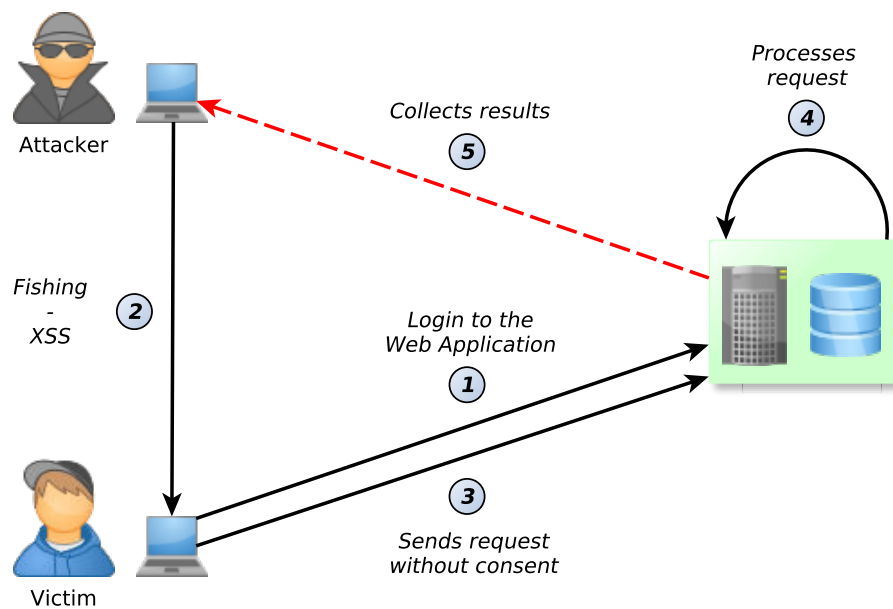 Processes
request
4
Attacker
Collects results
5
Fishing
-
XSS
2
Login to the
Web Application
1
3
Sends request
without consent
Victim